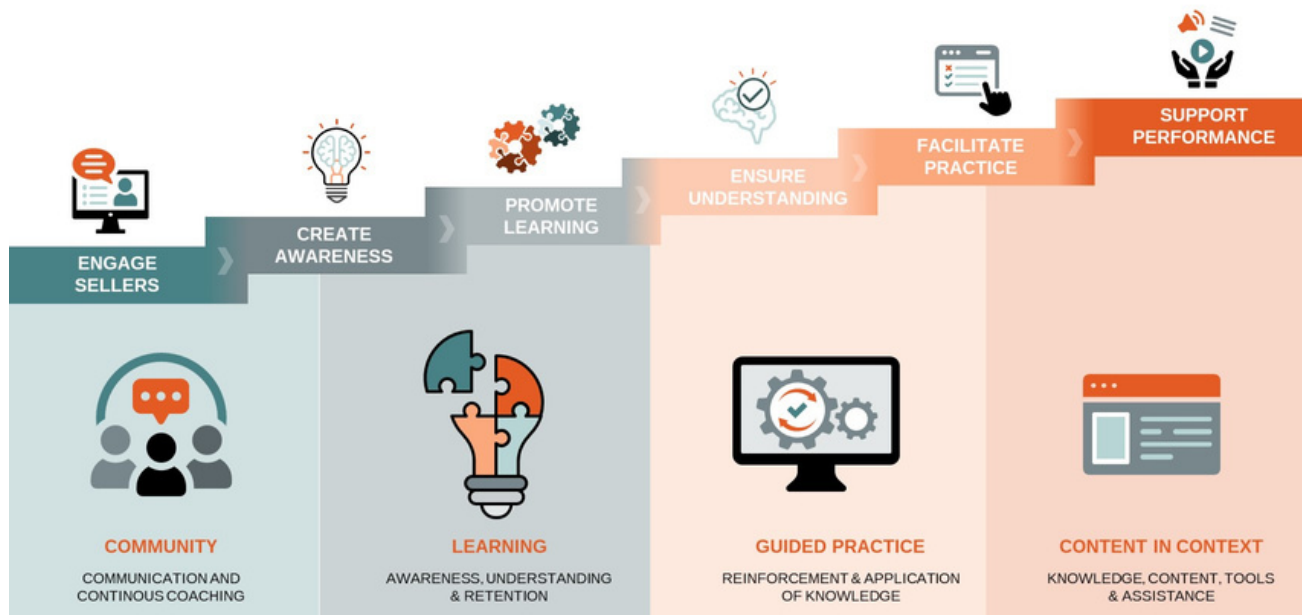 ENGAGE
SELLERS
CREATE
AWARENESS
PROMOTE
LEARNING
ENSURE
UNDERSTANDING
FACILITATE
PRACTICE
SUPPORT
PERFORMANCE
COMMUNITY
COMMUNICATION AND
CONTINOUS COACHING
LEARNING
AWARENESS, UNDERSTANDING
& RETENTION
GUIDED PRACTICE
REINFORCEMENT & APPLICATION
OF KNOWLEDGE
CONTENT IN CONTEXT
KNOWLEDGE, CONTENT, TOOLS
& ASSISTANCE